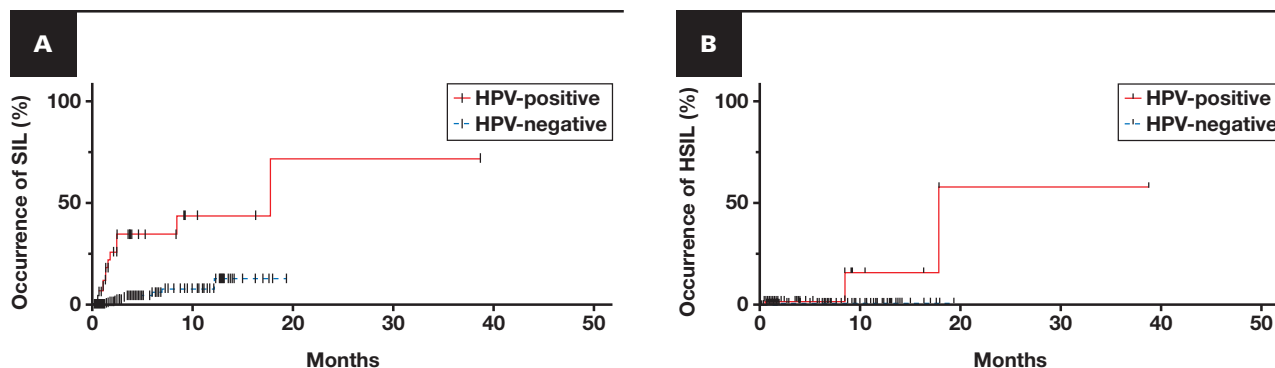 A
Occurrence of SIL (%)
100
50
0
HPV-positive
HPV-negative
0 10 20 30 40 50
Months
B
Occurrence of HSIL (%)
100
50
0
HPV-positive
HPV-negative
0 10 20 30 40 50
Months